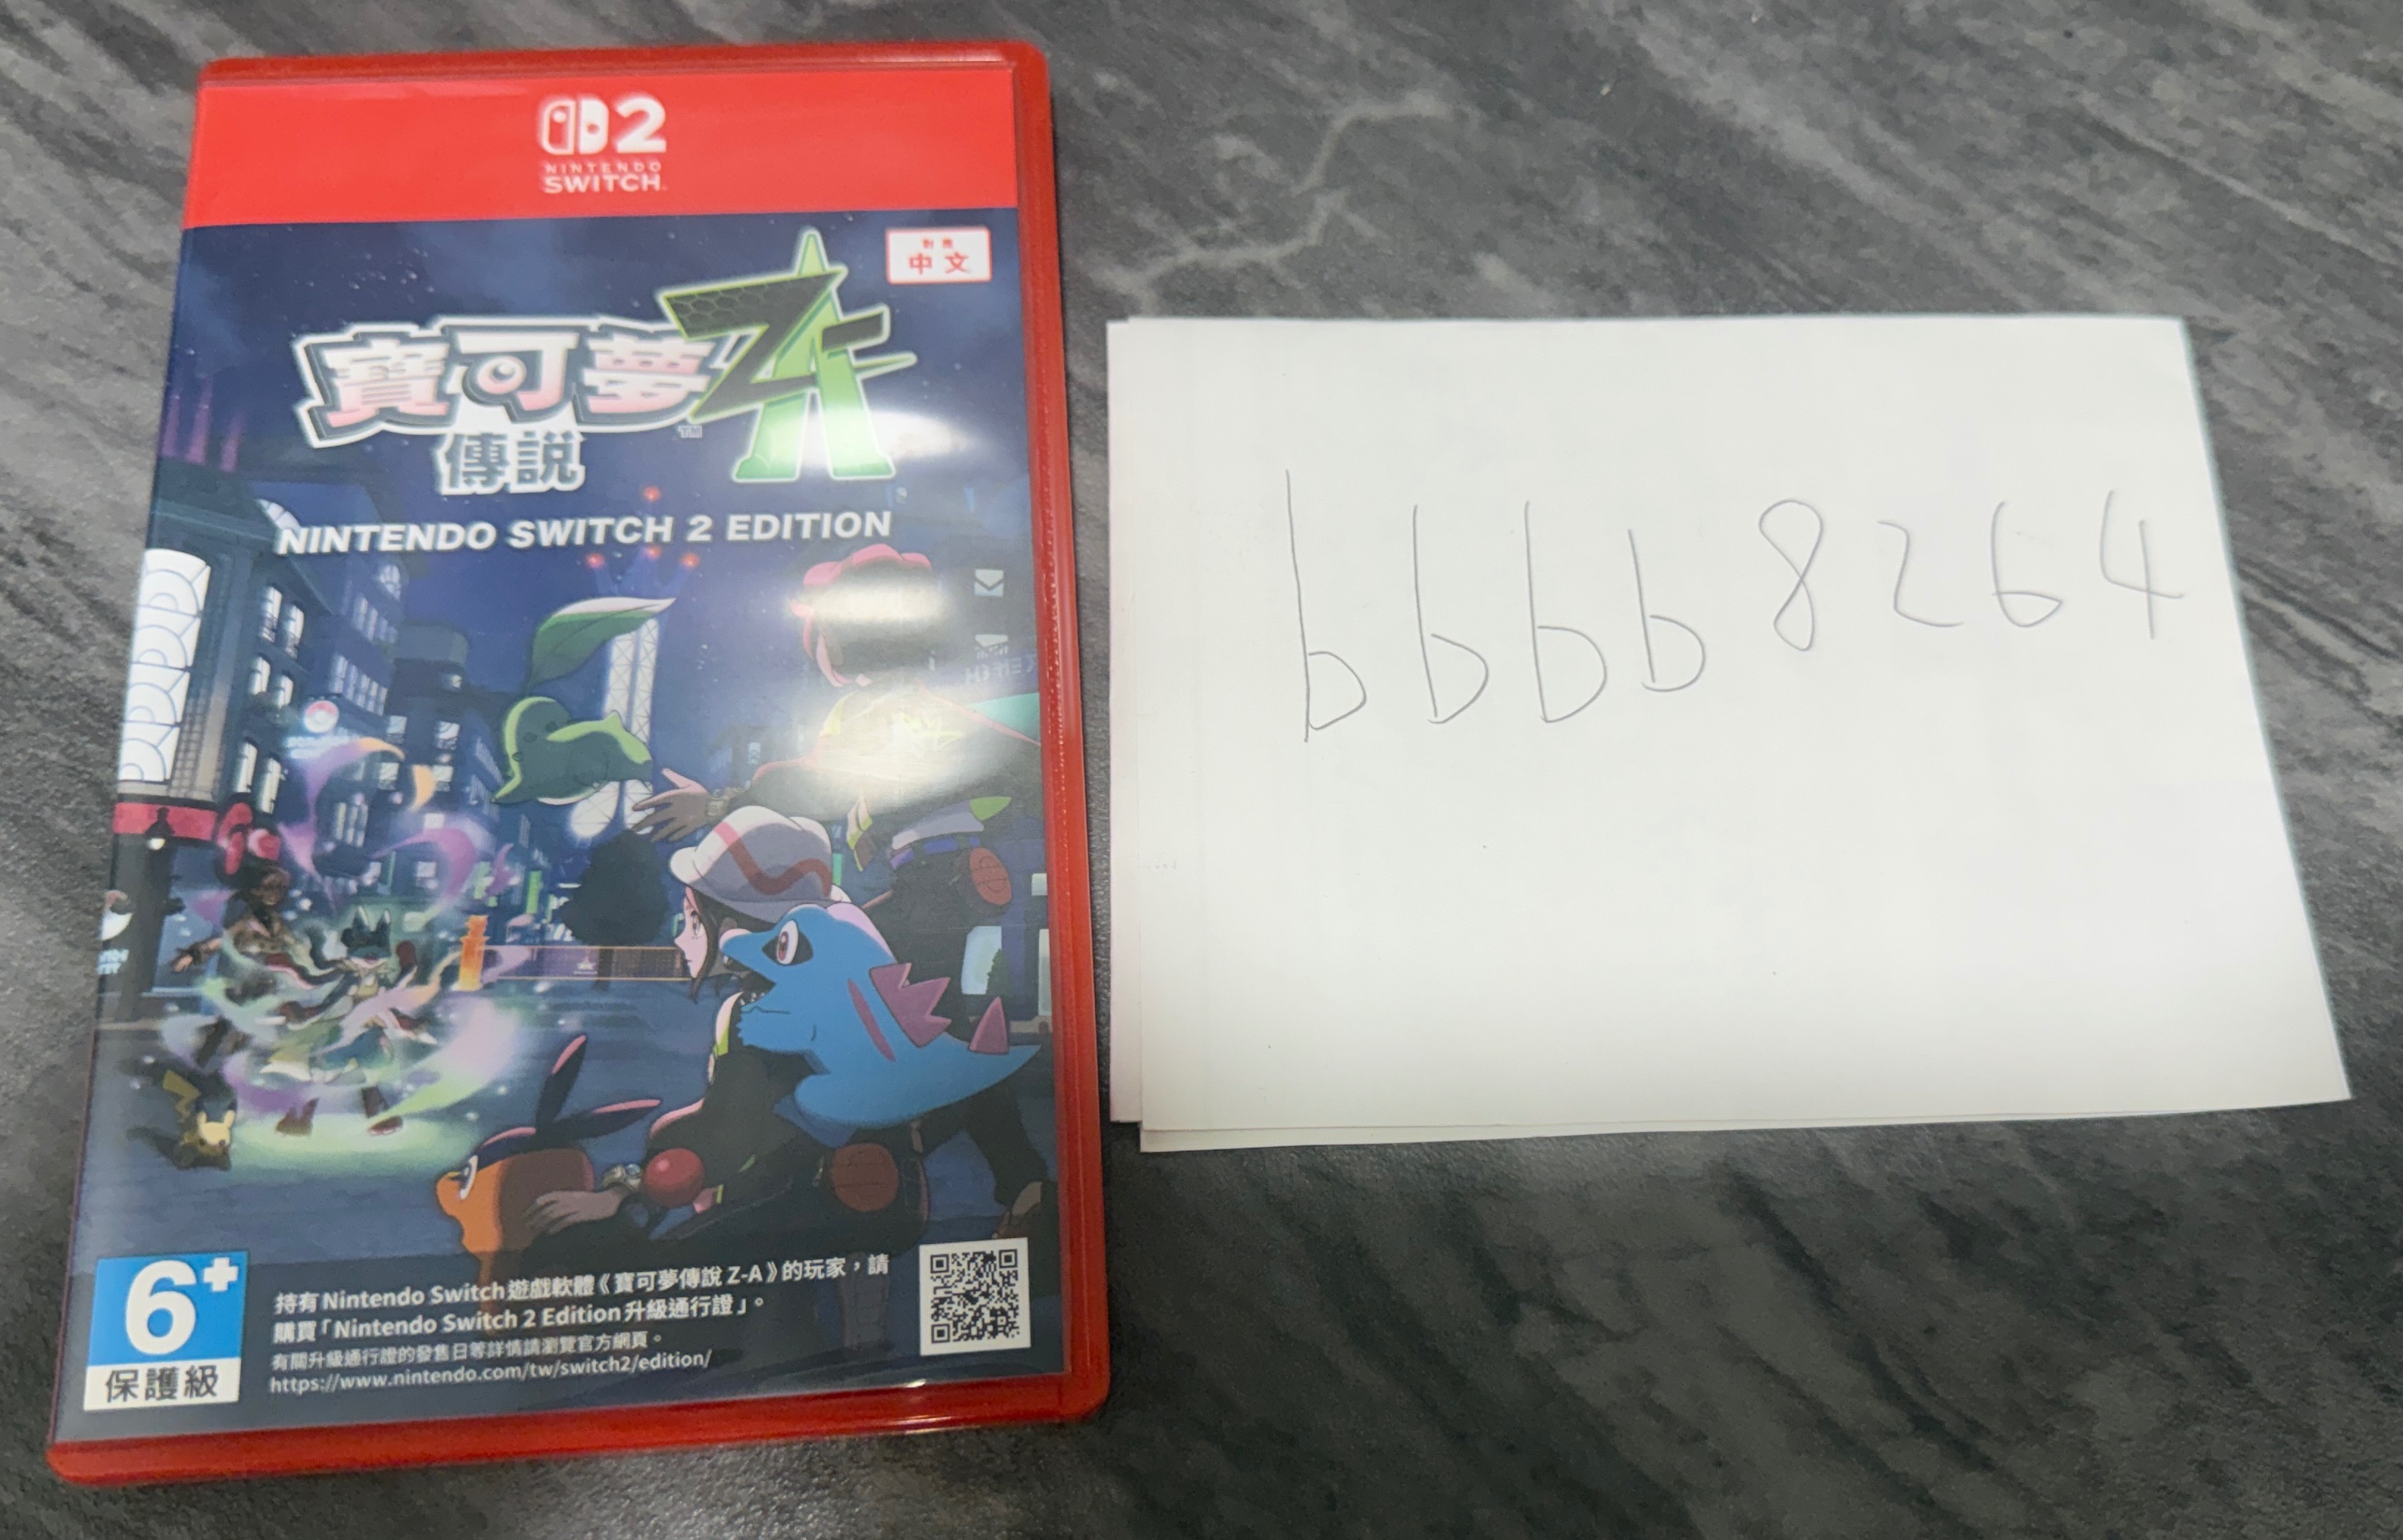 2
NINTENDO
SWITCH
對應
中文
寶可夢
TM
ZA
傳説
NINTENDO SWITCH 2 EDITION
bbbb8264
6+
保護級
持有Nintendo Switch遊戲軟體《寶可夢傳說 Z-A》的玩家，請
購買「Nintendo Switch 2 Edition升級通行證」。
有關升級通行證的發售日等詳情請瀏覽官方網頁。
https://www.nintendo.com/tw/switch2/edition/